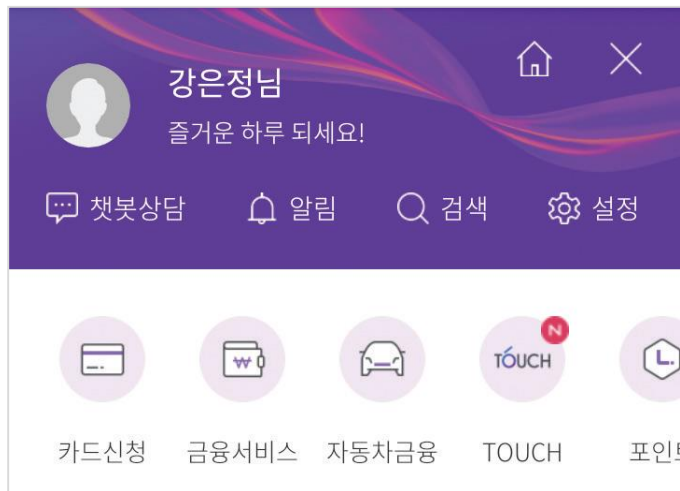 강은정님
즐거운 하루 되세요!
챗봇상담 알림 검색 설정
N
TÓUCH L.
카드신청 금융서비스 자동차금융 TOUCH